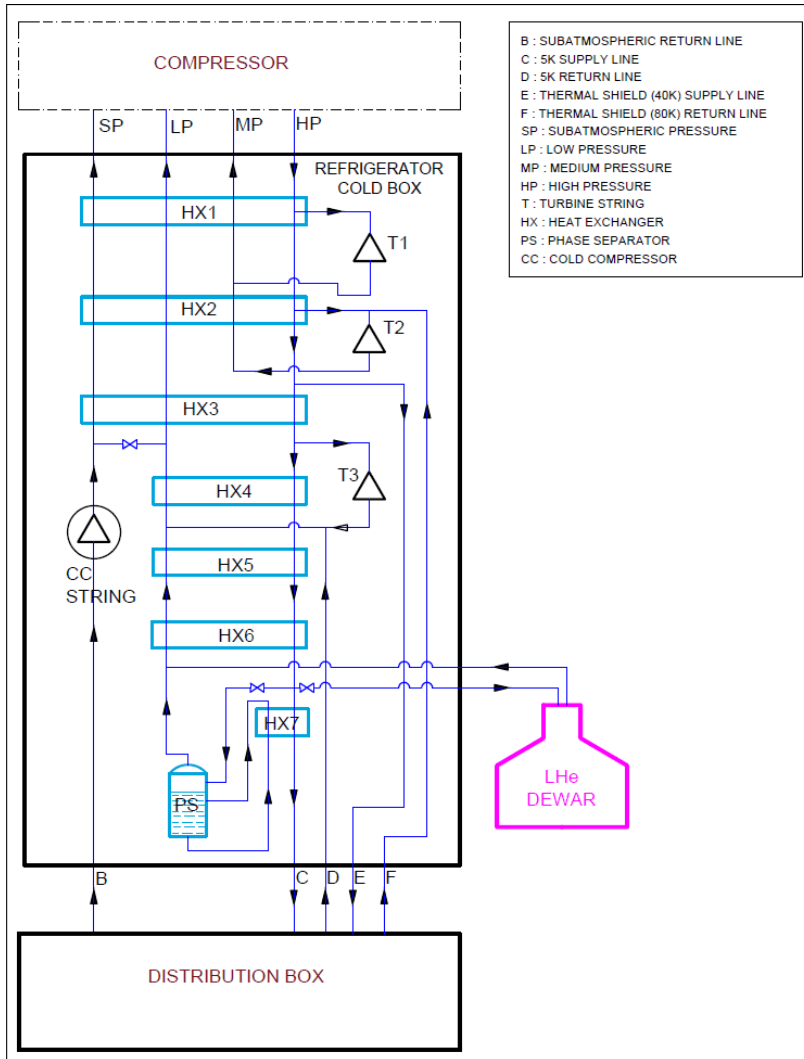 COMPRESSOR
SP LP MP HP
REFRIGERATOR
COLD BOX
HX1
T1
HX2
T2
HX3
HX4
T3
HX5
CC
STRING
HX6
HX7
PS
LHe
DEWAR
B C D E F
DISTRIBUTION BOX
B : SUBATMOSPHERIC RETURN LINE
C : 5K SUPPLY LINE
D : 5K RETURN LINE
E : THERMAL SHIELD (40K) SUPPLY LINE
F : THERMAL SHIELD (80K) RETURN LINE
SP : SUBATMOSPHERIC PRESSURE
LP : LOW PRESSURE
MP : MEDIUM PRESSURE
HP : HIGH PRESSURE
T : TURBINE STRING
HX : HEAT EXCHANGER
PS : PHASE SEPARATOR
CC : COLD COMPRESSOR